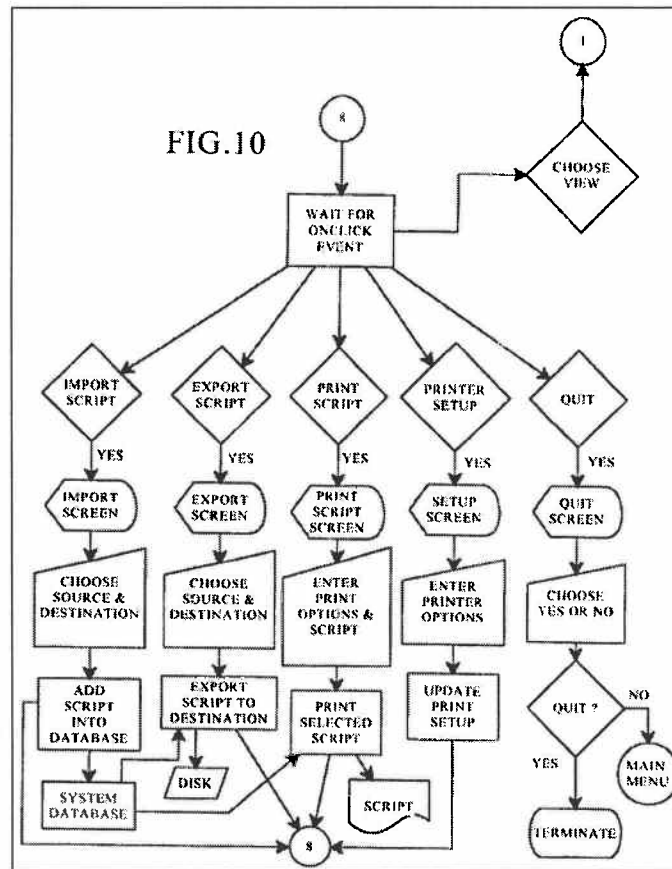 1
8
FIG.10
CHOOSE
VIEW
WAIT FOR
ONCLICK
EVENT
IMPORT
SCRIPT
EXPORT
SCRIPT
PRINT
SCRIPT
PRINTER
SETUP
QUIT
YES
YES
YES
YES
YES
IMPORT
SCREEN
EXPORT
SCREEN
PRINT
SCRIPT
SCREEN
SETUP
SCREEN
QUIT
SCREEN
CHOOSE
SOURCE &
DESTINATION
CHOOSE
SOURCE &
DESTINATION
ENTER
PRINT
OPTIONS &
SCRIPT
ENTER
PRINTER
OPTIONS
CHOOSE
YES OR NO
ADD
SCRIPT
INTO
DATABASE
EXPORT
SCRIPT TO
DESTINATION
PRINT
SELECTED
SCRIPT
UPDATE
PRINT
SETUP
QUIT ?
NO
MAIN
MENU
YES
SYSTEM
DATABASE
DISK
SCRIPT
8
TERMINATE